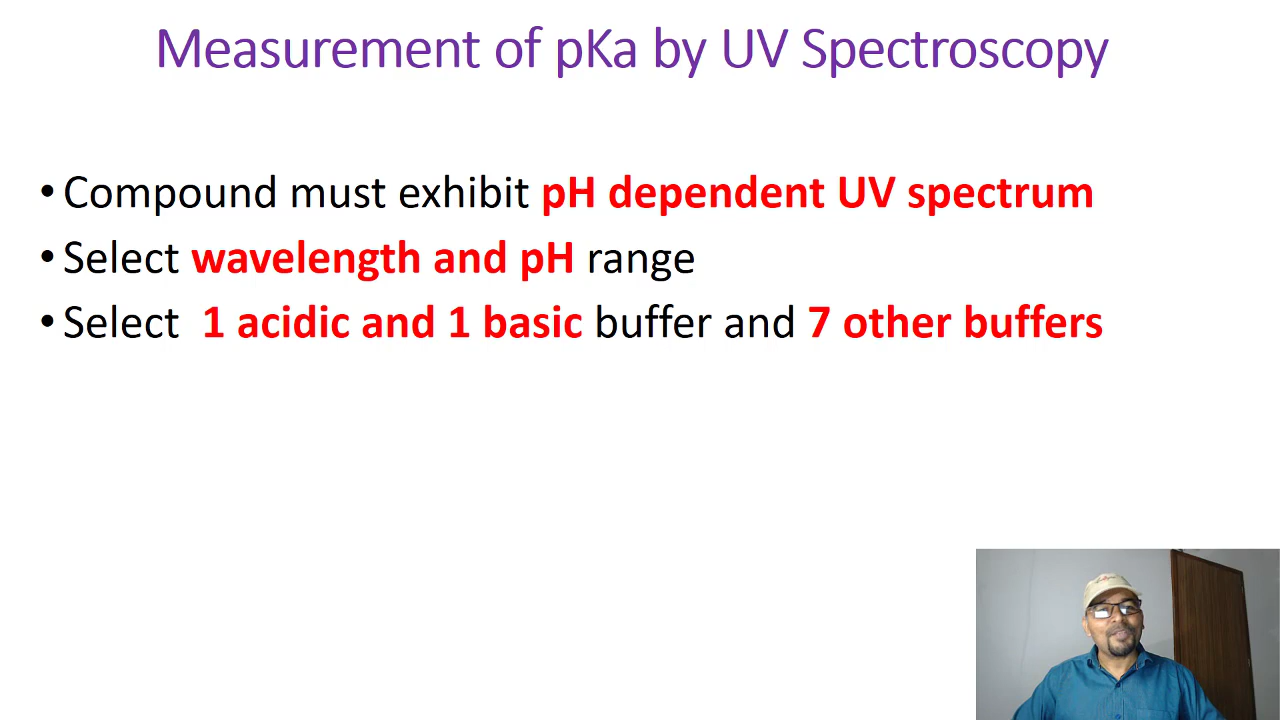 Measurement of pKa by UV Spectroscopy
• Compound must exhibit pH dependent UV spectrum
• Select wavelength and pH range
• Select 1 acidic and 1 basic buffer and 7 other buffers